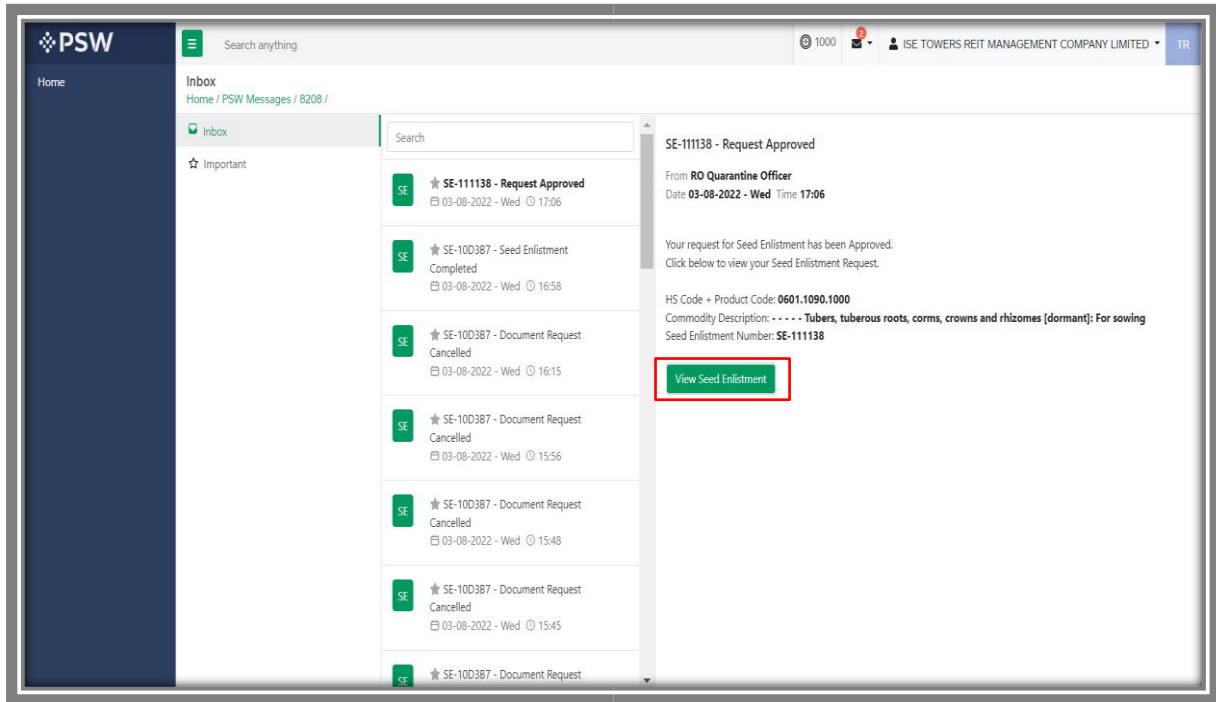 PSW
Search anything
1000
ISE TOWERS REIT MANAGEMENT COMPANY LIMITED
TR
Home
Inbox
Home / PSW Messages / 8208 /
Inbox
Important
Search
SE
SE-111138 - Request Approved
03-08-2022 - Wed 17:06
SE
SE-10D3B7 - Seed Enlistment
Completed
03-08-2022 - Wed 16:58
SE
SE-10D3B7 - Document Request
Cancelled
03-08-2022 - Wed 16:15
SE
SE-10D3B7 - Document Request
Cancelled
03-08-2022 - Wed 15:56
SE
SE-10D3B7 - Document Request
Cancelled
03-08-2022 - Wed 15:48
SE
SE-10D3B7 - Document Request
Cancelled
03-08-2022 - Wed 15:45
SE
SE-10D3B7 - Document Request
SE-111138 - Request Approved
From RO Quarantine Officer
Date 03-08-2022 - Wed Time 17:06
Your request for Seed Enlistment has been Approved.
Click below to view your Seed Enlistment Request.
HS Code + Product Code: 0601.1090.1000
Commodity Description: - - - - - Tubers, tuberous roots, corms, crowns and rhizomes [dormant]: For sowing
Seed Enlistment Number: SE-111138
View Seed Enlistment